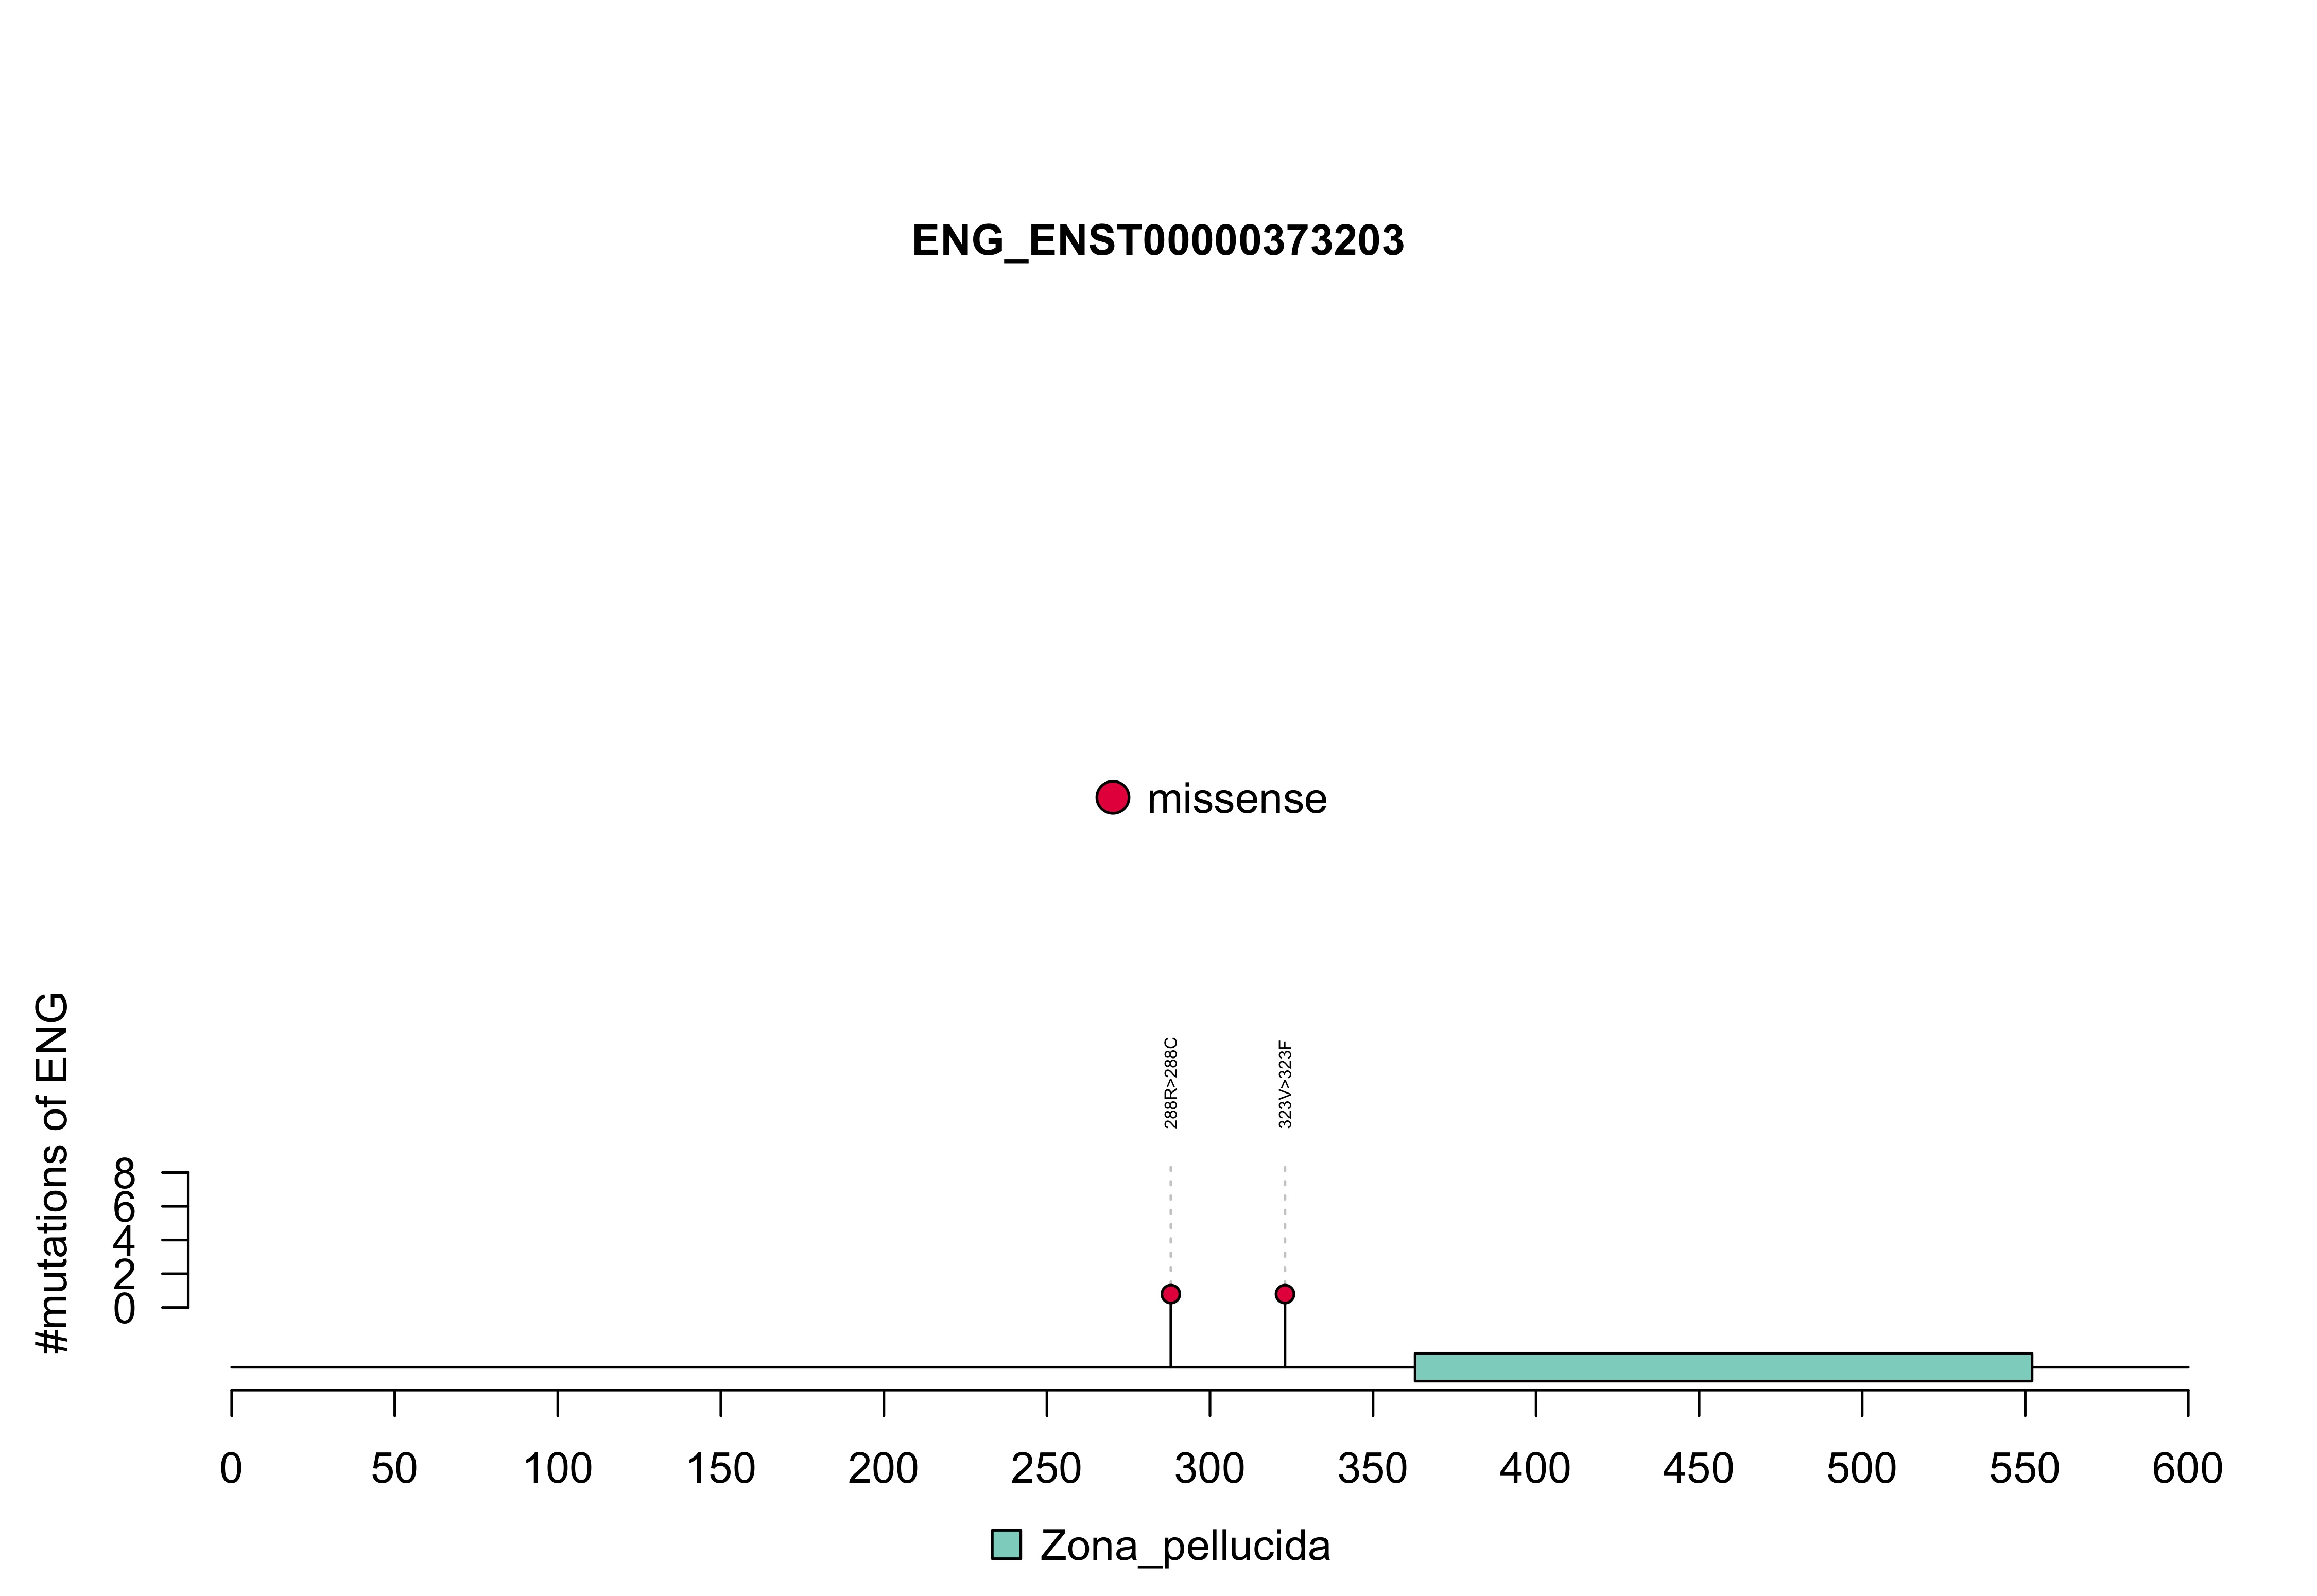 ENG_ENST00000373203
missense
#mutations of ENG
288R>288C
323V>323F
8
6
4
2
0
0 50 100 150 200 250 300 350 400 450 500 550 600
Zona_pellucida